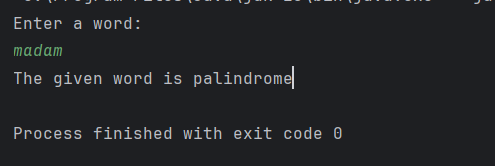 Enter a word:
madam
The given word is palindrome
Process finished with exit code 0